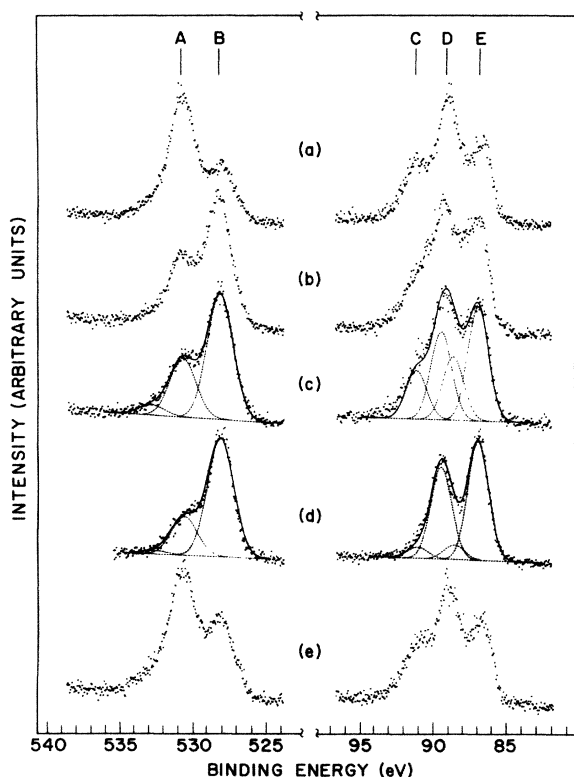 A B C D E
(a)
(b)
(c)
(d)
(e)
INTENSITY (ARBITRARY UNITS)
540 535 530 525 95 90 85
BINDING ENERGY (eV)